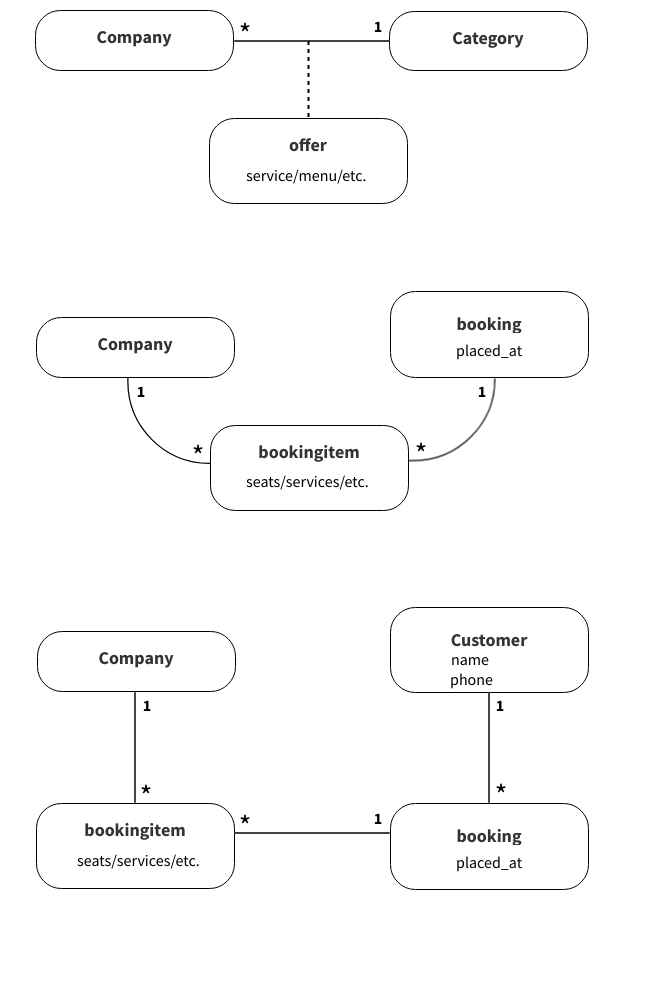 Company * 1 Category
offer
service/menu/etc.
booking
Company
placed_at
1 1
* *
bookingitem
seats/services/etc.
Customer
Company
name
phone
1 1
* *
* 1
bookingitem
booking
seats/services/etc.
placed_at